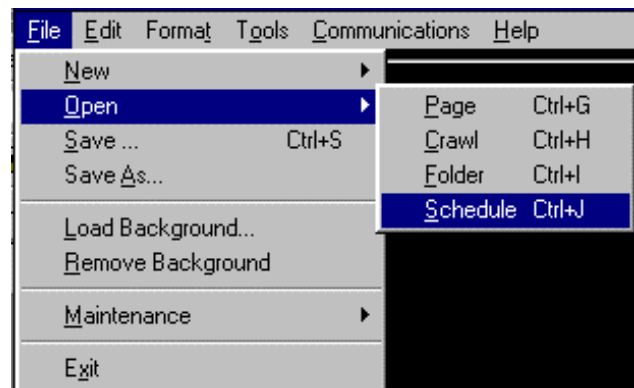 File Edit Format Tools Communications Help
New
Open
Save ... Ctrl+S
Save As...
Load Background...
Remove Background
Maintenance
Exit
Page Ctrl+G
Crawl Ctrl+H
Folder Ctrl+I
Schedule Ctrl+J